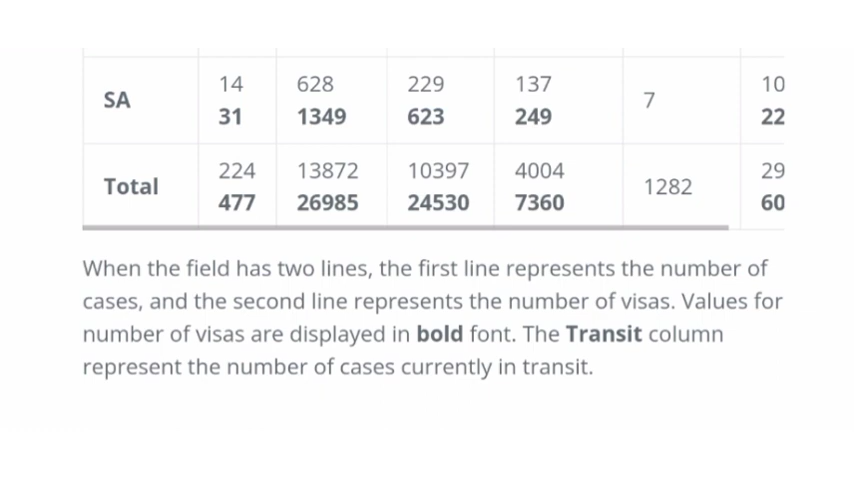 14 628 229 137 10
SA 7
31 1349 623 249 22
224 13872 10397 4004 29
Total 1282
477 26985 24530 7360 60
When the field has two lines, the first line represents the number of
cases, and the second line represents the number of visas. Values for
number of visas are displayed in bold font. The Transit column
represent the number of cases currently in transit.